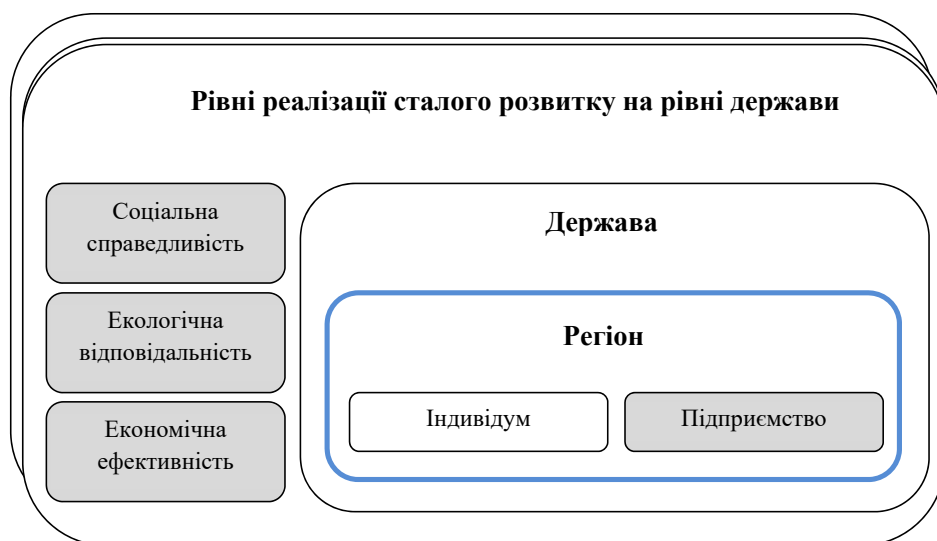 Рівні реалізації сталого розвитку на рівні держави
Соціальна
справедливість
Екологічна
відповідальність
Економічна
ефективність
Держава
Регіон
Індивідум
Підприємство